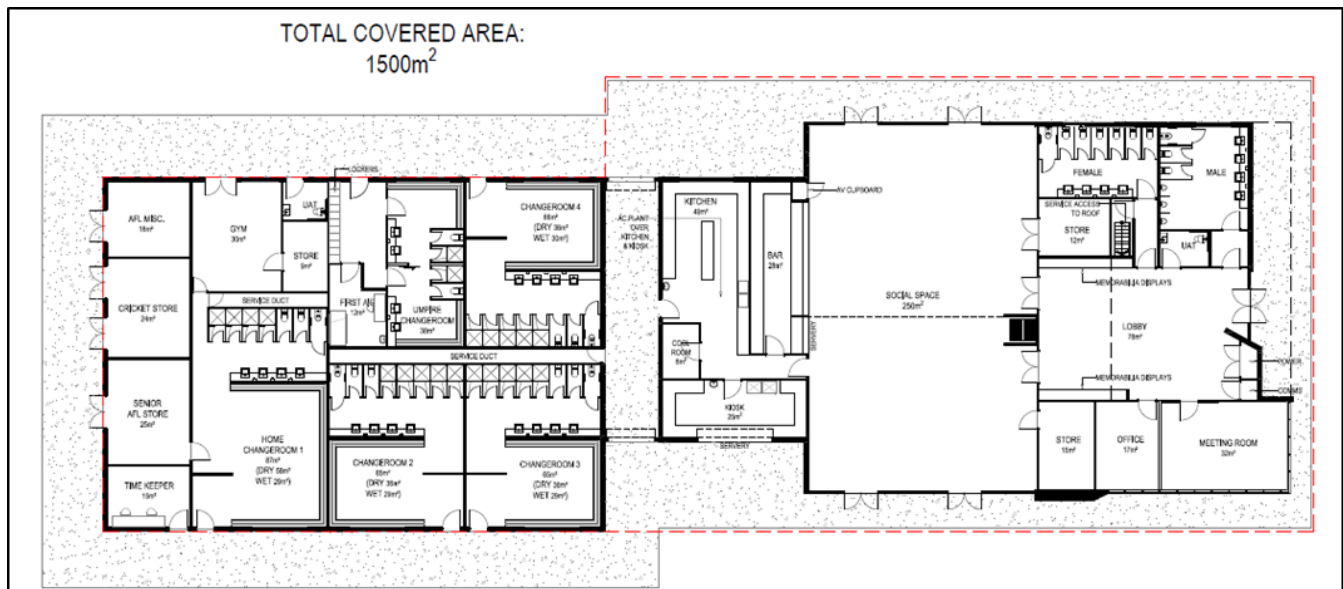 TOTAL COVERED AREA:
1500m²
LOCKERS
AFL MISC.
18m²
GYM
30m²
UAT
STORE
9m²
CRICKET STORE
24m²
SERVICE DUCT
FIRST AID
12m²
UMPIRE
CHANGEROOM
CHANGEROOM 4
(DRY 36m²
WET 30m²)
SERVICE DUCT
SENIOR
AFL STORE
25m²
TIME KEEPER
15m²
HOME
CHANGEROOM 1
87m²
(DRY 58m²
WET 29m²)
CHANGEROOM 2
65m²
(DRY 36m²
WET 29m²)
CHANGEROOM 3
65m²
(DRY 36m²
WET 29m²)
AC PLANT
OVER
KITCHEN
& KIOSK
KITCHEN
49m²
BAR
28m²
AV CUPBOARD
COOL
ROOM
SERVERY
KIOSK
25m²
SERVERY
SOCIAL SPACE
250m²
FEMALE
MALE
SERVICE ACCESS
TO ROOF
STORE
12m²
UAT
MEMORABILIA DISPLAYS
LOBBY
78m²
MEMORABILIA DISPLAYS
POWER
COMMS
STORE
OFFICE
17m²
MEETING ROOM
32m²